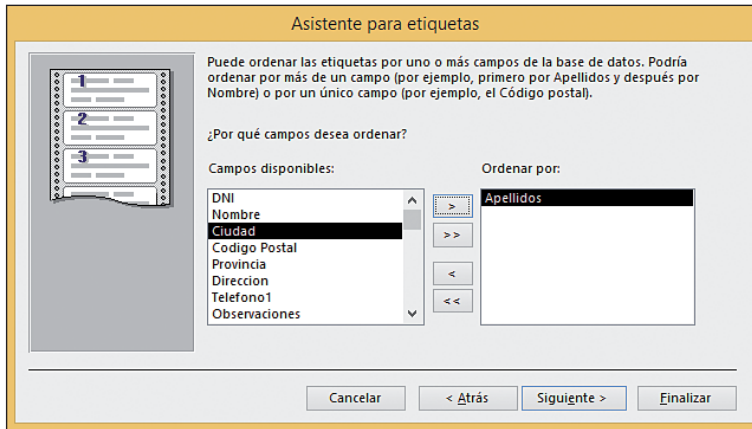 Asistente para etiquetas
Puede ordenar las etiquetas por uno o más campos de la base de datos. Podría
ordenar por más de un campo (por ejemplo, primero por Apellidos y después por
Nombre) o por un único campo (por ejemplo, el Código postal).
¿Por qué campos desea ordenar?
Campos disponibles:
Ordenar por:
DNI
Nombre
Ciudad
Codigo Postal
Provincia
Direccion
Telefono1
Observaciones
>
>>
<
<<
Apellidos
1
2
3
Cancelar
< Atrás
Siguiente >
Finalizar